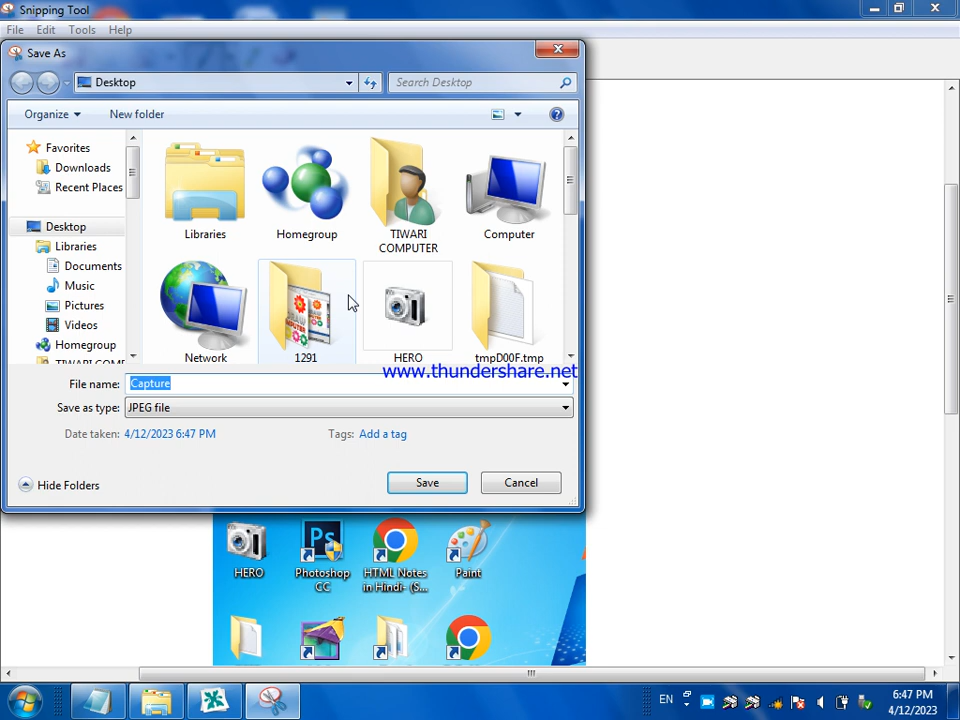 Snipping Tool
File Edit Tools Help
Save As
Desktop
Search Desktop
Organize New folder
Favorites
Downloads
Recent Places
Desktop
Libraries
Documents
Music
Pictures
Videos
Homegroup
Libraries
Homegroup
TIWARI
COMPUTER
Computer
Network
1291
HERO
tmpD00F.tmp
www.thundershare.net
File name: Capture
Save as type: JPEG file
Date taken: 4/12/2023 6:47 PM Tags: Add a tag
Hide Folders Save Cancel
HERO
Photoshop
CC
HTML Notes
in Hindi- (S...
Paint
EN
6:47 PM
4/12/2023